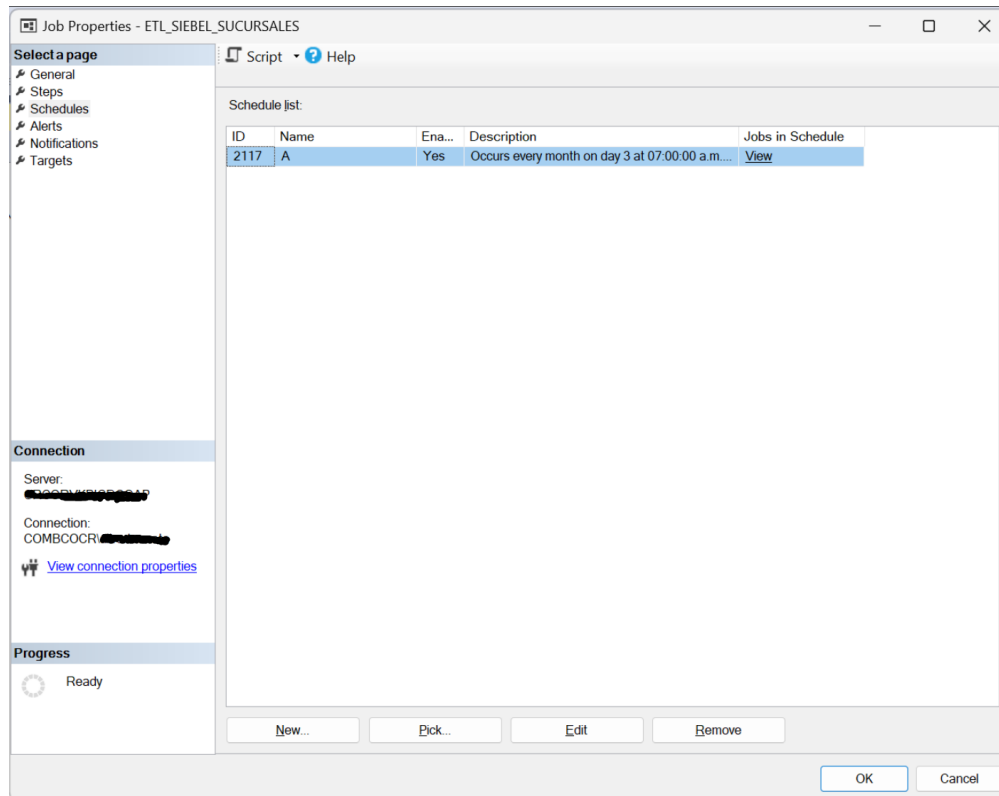 Job Properties - ETL_SIEBEL_SUCURSALES
Select a page
General
Steps
Schedules
Alerts
Notifications
Targets
Script
Help
Schedule list:
ID Name Ena... Description Jobs in Schedule
2117 A Yes Occurs every month on day 3 at 07:00:00 a.m.... View
Connection
Server:
Connection:
COMBCOCR\
View connection properties
Progress
Ready
New... Pick... Edit Remove
OK Cancel